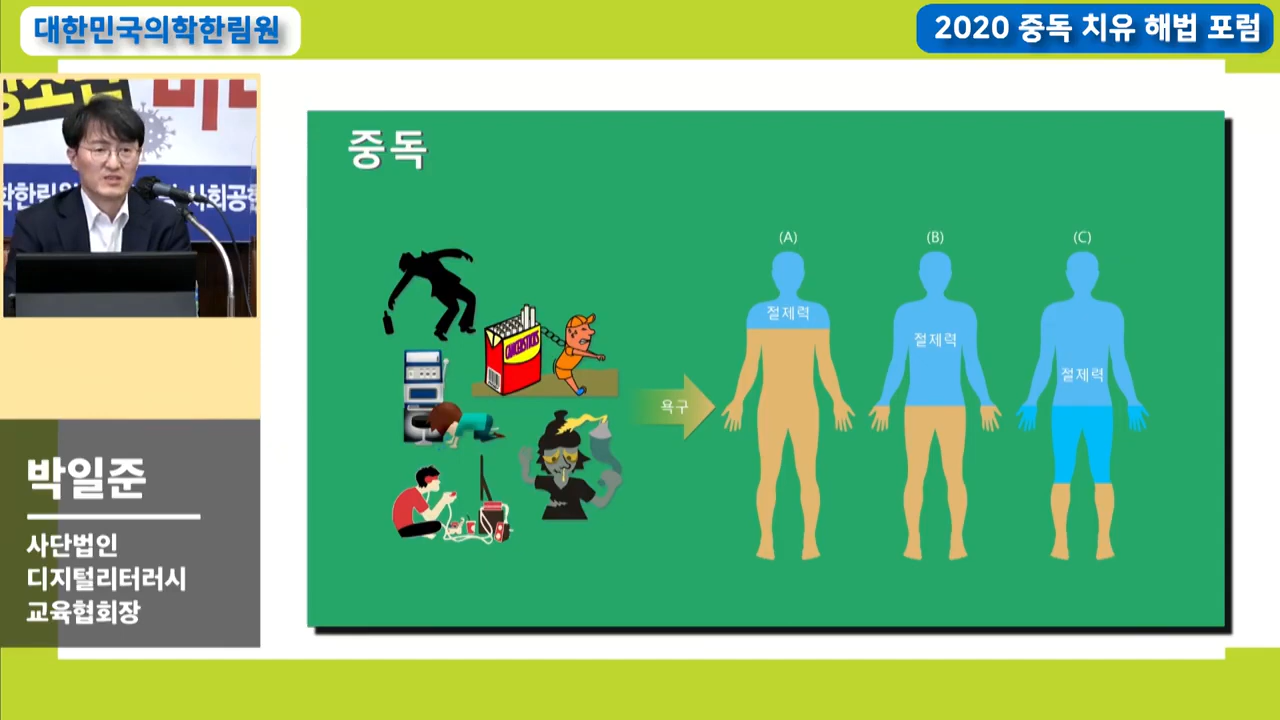 대한민국의학한림원
2020 중독 치유 해법 포럼
중독
(A)
(B)
(C)
절제력
절제력
절제력
욕구
박일준
사단법인
디지털리터러시
교육협회장